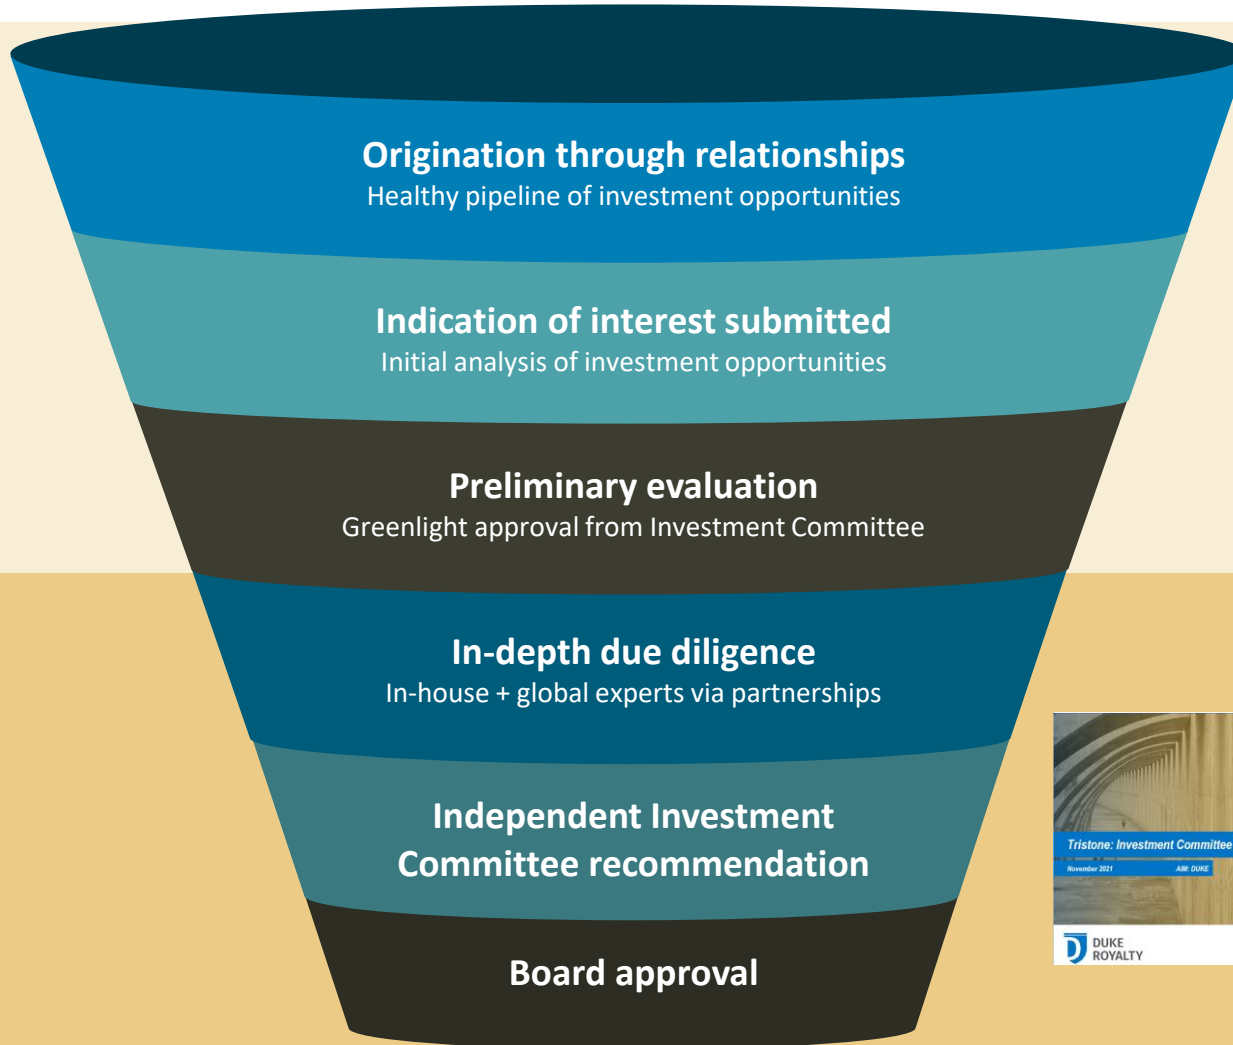 Origination through relationships
Healthy pipeline of investment opportunities
Indication of interest submitted
Initial analysis of investment opportunities
Preliminary evaluation
Greenlight approval from Investment Committee
In-depth due diligence
In-house + global experts via partnerships
Independent Investment
Committee recommendation
Board approval
Tristone: Investment Committee
November 2021 AIM: DUKE
DUKE
ROYALTY